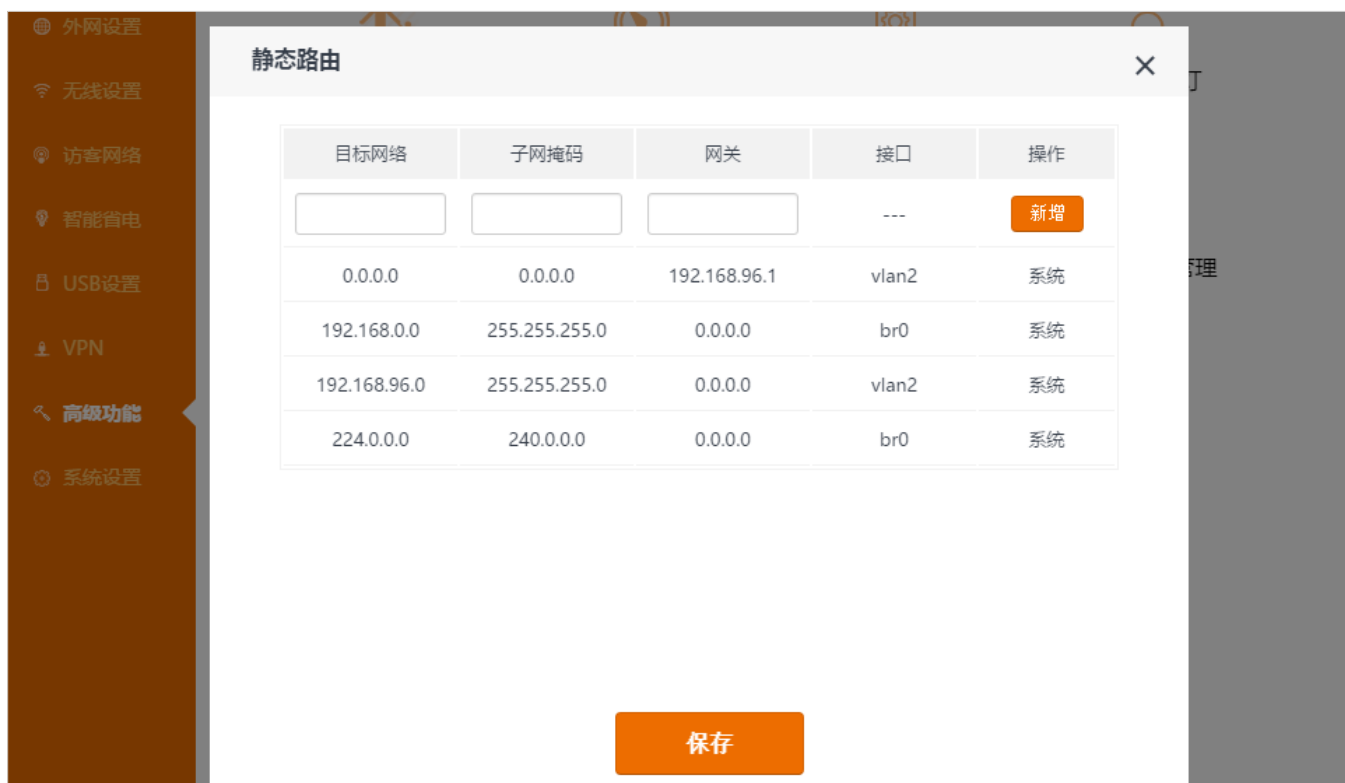 外网设置
无线设置
访客网络
智能省电
USB设置
VPN
高级功能
系统设置
静态路由
目标网络 子网掩码 网关 接口 操作
--- 新增
0.0.0.0 0.0.0.0 192.168.96.1 vlan2 系统
192.168.0.0 255.255.255.0 0.0.0.0 br0 系统
192.168.96.0 255.255.255.0 0.0.0.0 vlan2 系统
224.0.0.0 240.0.0.0 0.0.0.0 br0 系统
保存
理